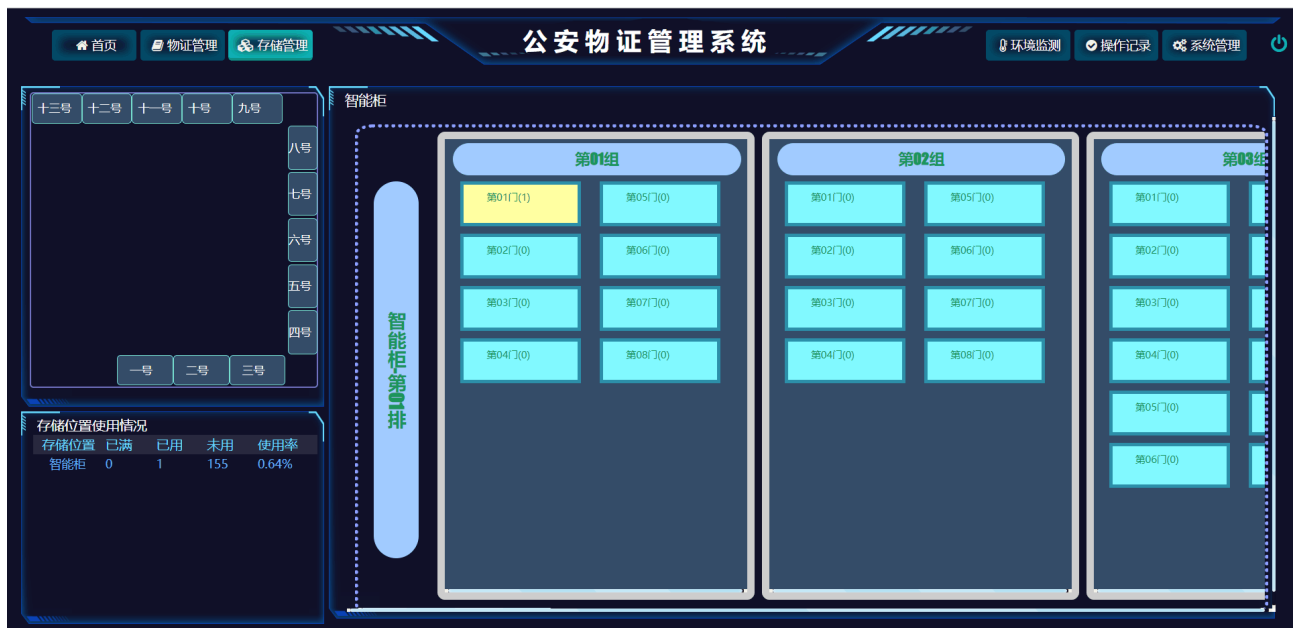 首页 物证管理 存储管理 公安物证管理系统 环境监测 操作记录 系统管理
十三号 十二号 十一号 十号 九号
八号
七号
六号
五号
四号
一号 二号 三号
存储位置使用情况
存储位置 已满 已用 未用 使用率
智能柜 0 1 155 0.64%
智能柜
智能柜-第01排
第01组
第01门(1) 第05门(0)
第02门(0) 第06门(0)
第03门(0) 第07门(0)
第04门(0) 第08门(0)
第02组
第01门(0) 第05门(0)
第02门(0) 第06门(0)
第03门(0) 第07门(0)
第04门(0) 第08门(0)
第03组
第01门(0)
第02门(0)
第03门(0)
第04门(0)
第05门(0)
第06门(0)